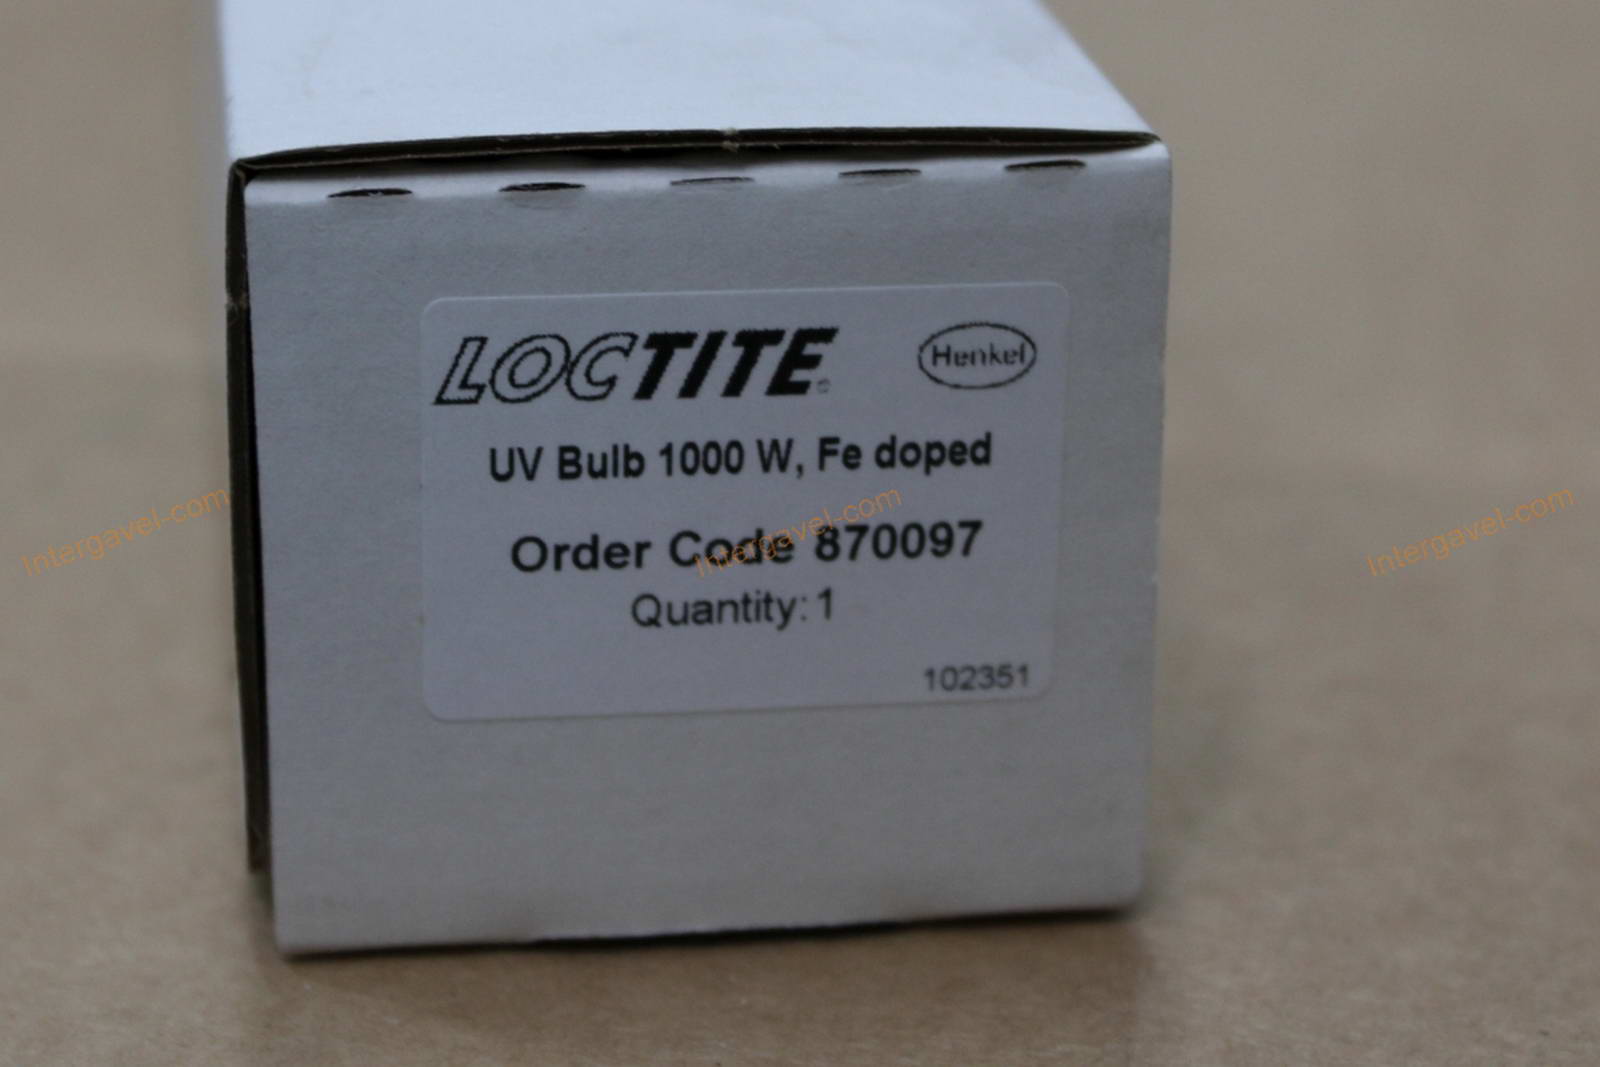 LOCTITE®
Henkel
UV Bulb 1000 W, Fe doped
Order Code 870097
Quantity: 1
102351
Intergavel-com
Intergavel-com
Intergavel-com